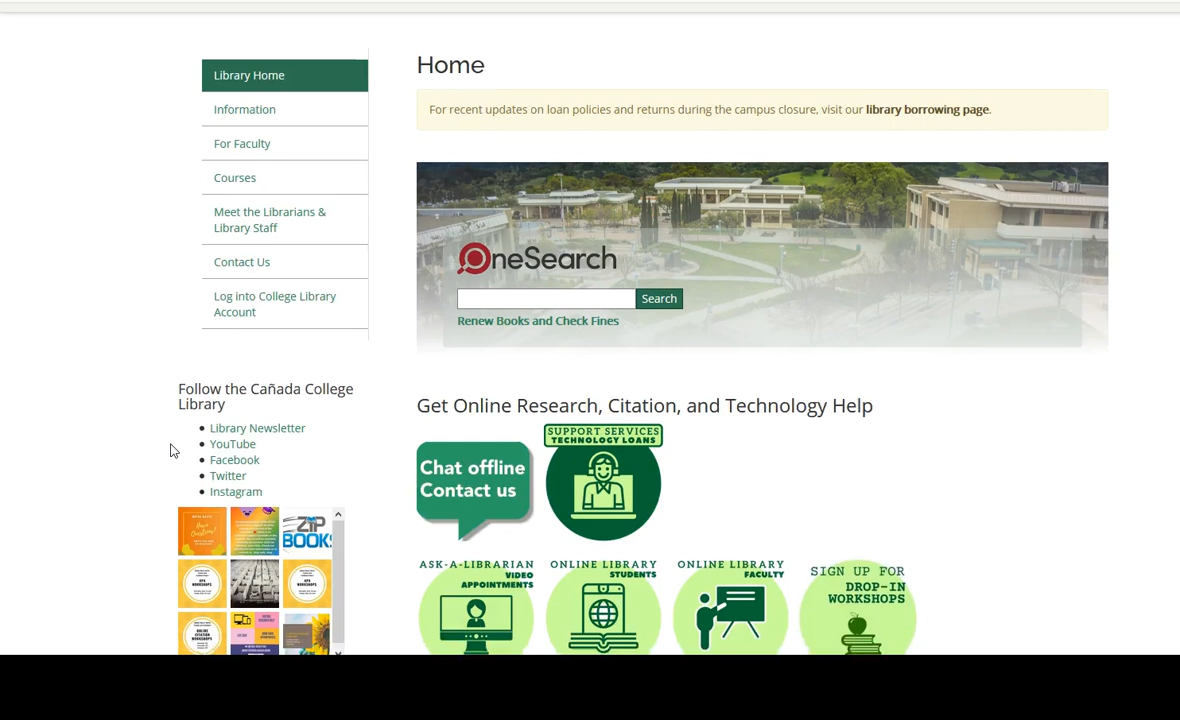 Library Home
Information
For Faculty
Courses
Meet the Librarians &
Library Staff
Contact Us
Log into College Library
Account
Follow the Cañada College
Library
Library Newsletter
YouTube
Facebook
Twitter
Instagram
ZIP
BOOKS
Home
For recent updates on loan policies and returns during the campus closure, visit our library borrowing page.
OneSearch
Search
Renew Books and Check Fines
Get Online Research, Citation, and Technology Help
Chat offline
Contact us
SUPPORT SERVICES
TECHNOLOGY LOANS
ASK-A-LIBRARIAN
VIDEO
APPOINTMENTS
ONLINE LIBRARY
STUDENTS
ONLINE LIBRARY
FACULTY
SIGN UP FOR
DROP-IN
WORKSHOPS